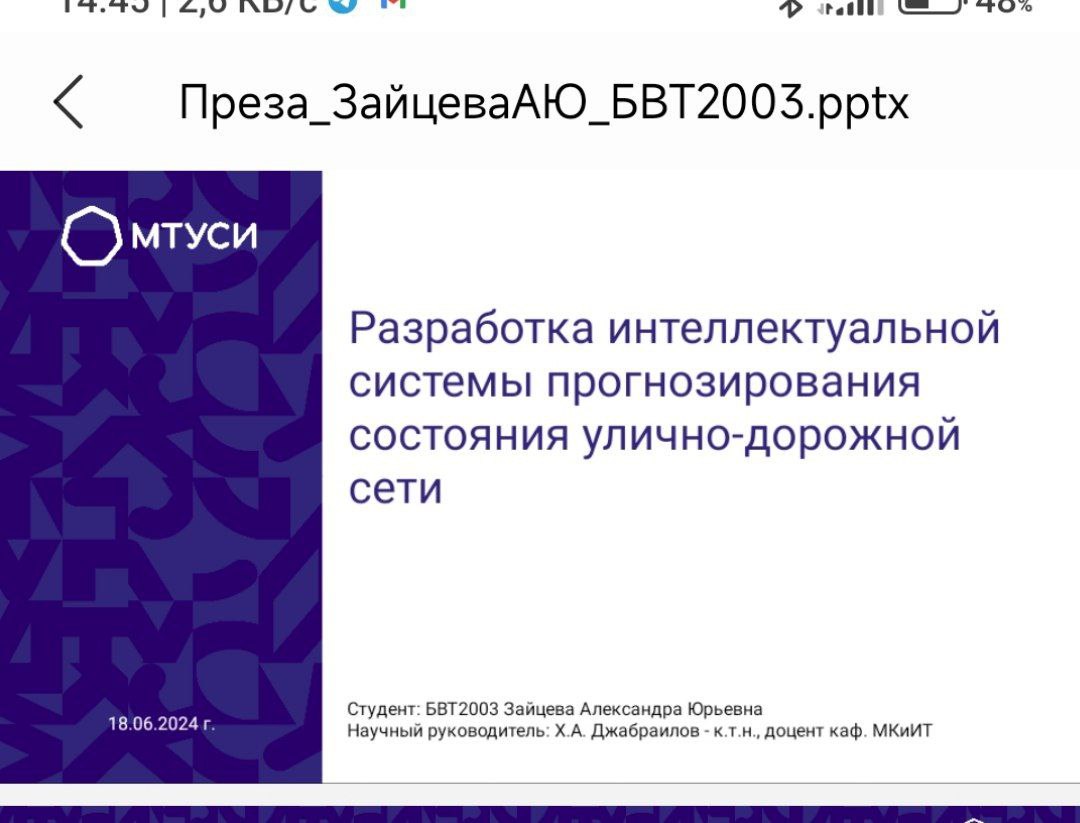 14:45 | 2,6 КБ/с
48%
Преза_ЗайцеваАЮ_БВТ2003.pptx
МТУСИ
Разработка интеллектуальной
системы прогнозирования
состояния улично-дорожной
сети
Студент: БВТ2003 Зайцева Александра Юрьевна
Научный руководитель: Х.А. Джабраилов - к.т.н., доцент каф. МКиИТ
18.06.2024 г.